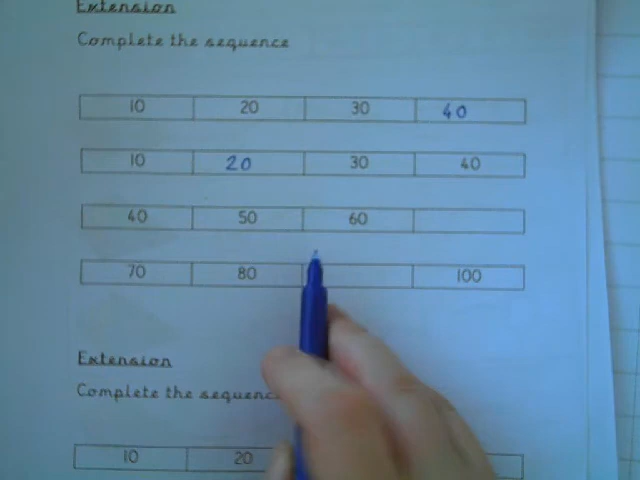 Extension
Complete the sequence
10 20 30 40
10 20 30 40
40 50 60
70 80 100
Extension
Complete the
10 20